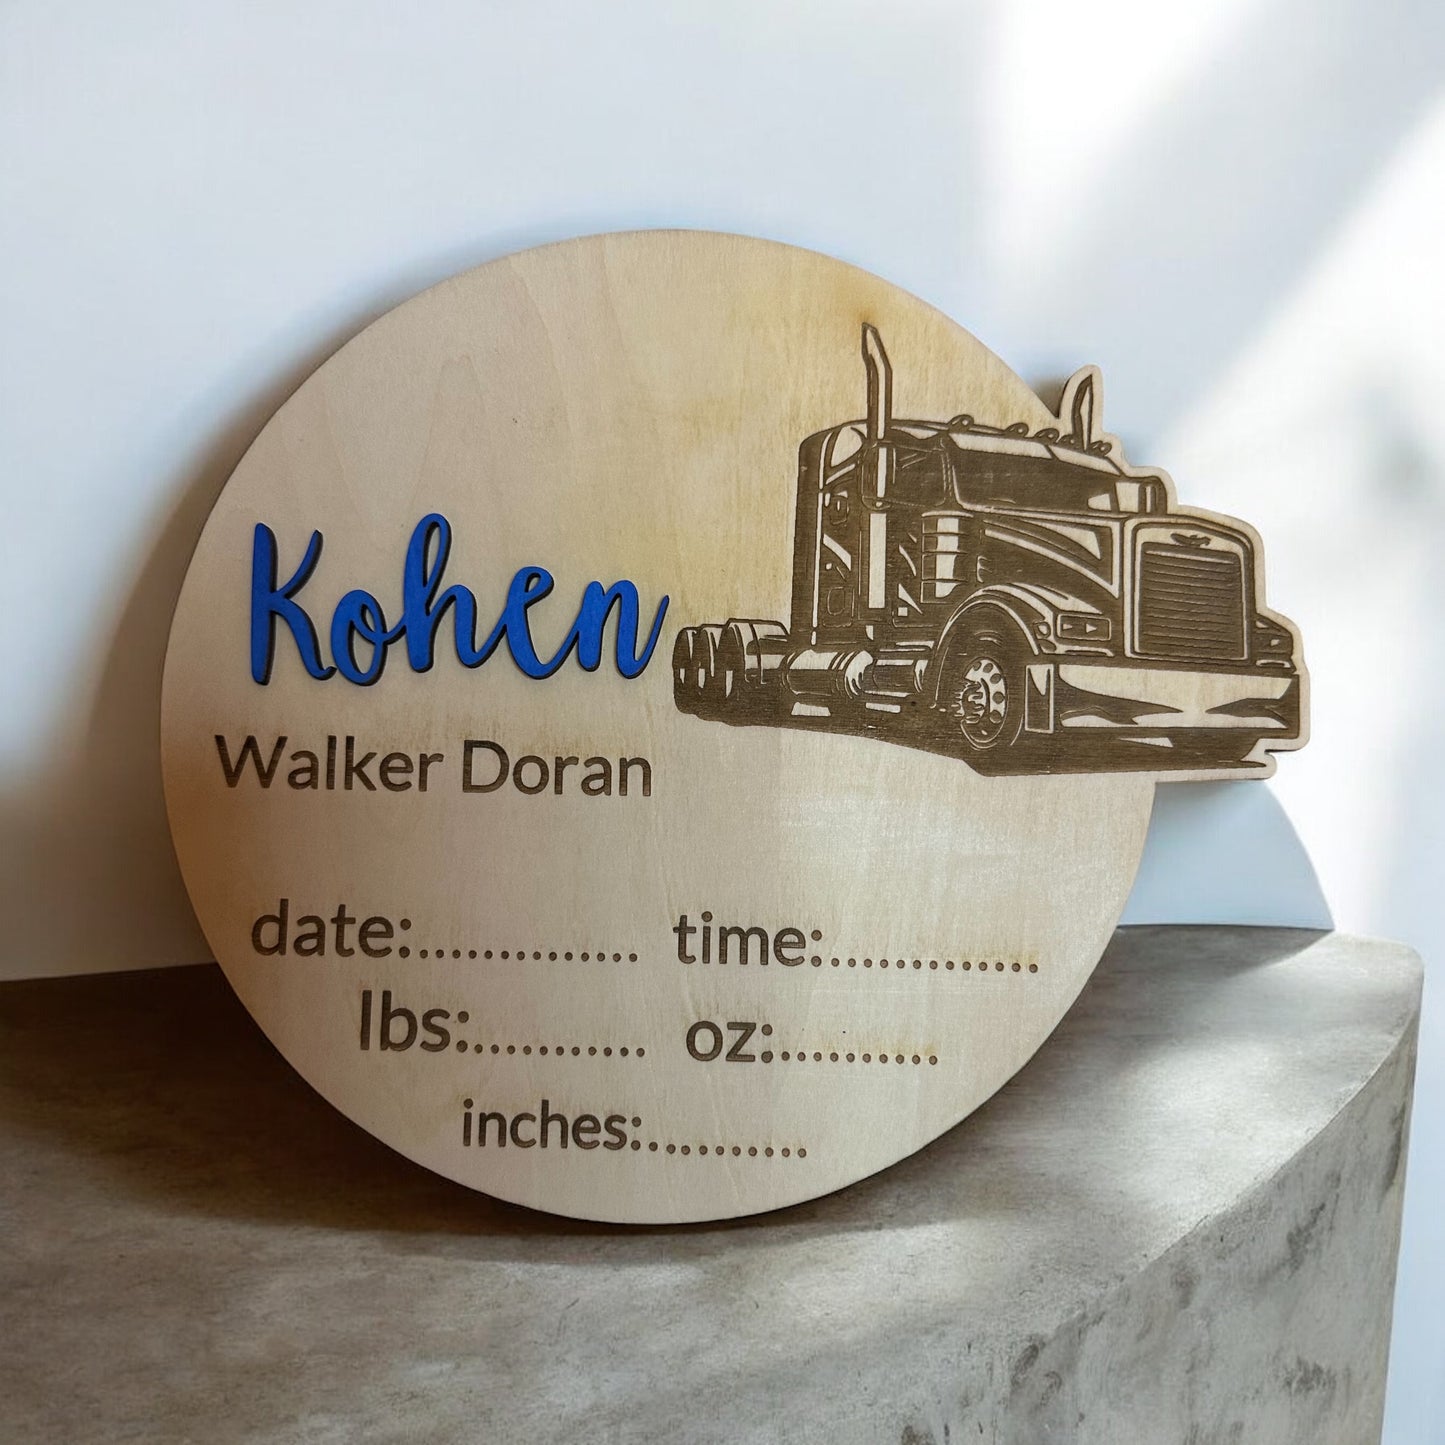 Kohen
Walker Doran
date:.............. time:.............
lbs:........... oz:..........
inches:..........